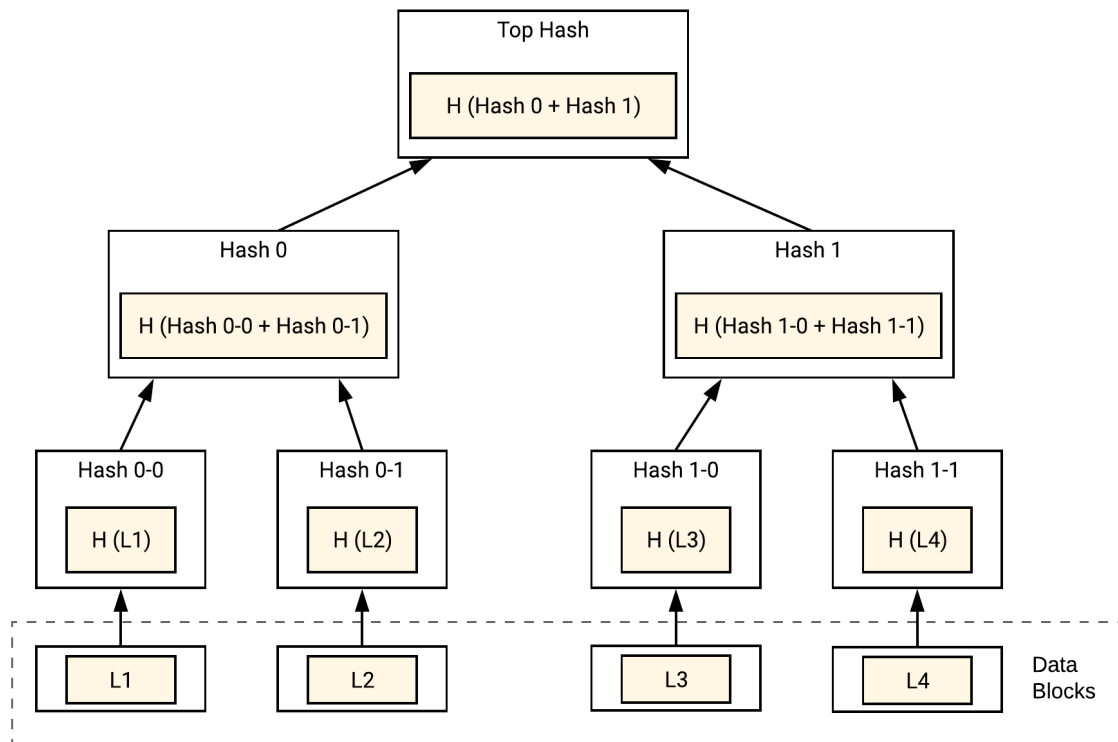 Top Hash
H (Hash 0 + Hash 1)
Hash 0
Hash 1
H (Hash 0-0 + Hash 0-1)
H (Hash 1-0 + Hash 1-1)
Hash 0-0
Hash 0-1
Hash 1-0
Hash 1-1
H (L1)
H (L2)
H (L3)
H (L4)
L1
L2
L3
L4
Data
Blocks